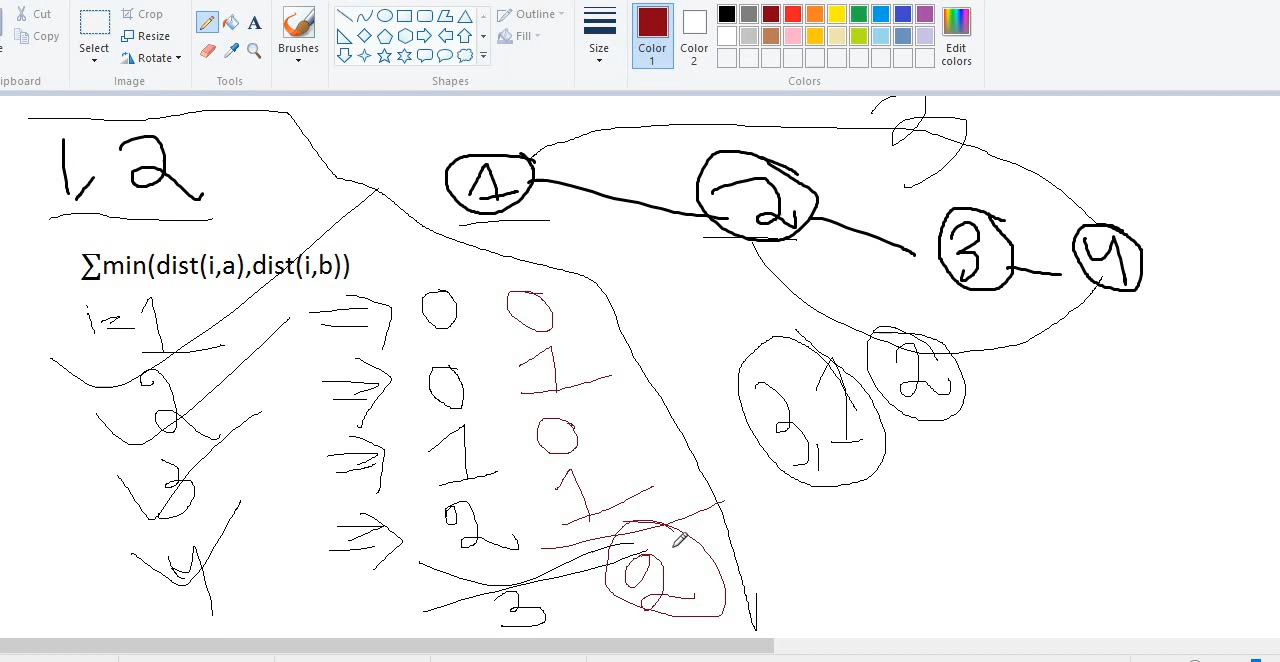 Cut
Copy
Crop
Resize
Rotate
Select
A
Brushes
Outline
Fill
Size
Color 1
Color 2
Edit colors
ipboard
Image
Tools
Shapes
Colors
1, 2
1
2
3
4
∑min(dist(i,a),dist(i,b))
i=1 => 0 0
2 => 0 1
3 => 1 0
4 => 2 1
3 2
2 1
2